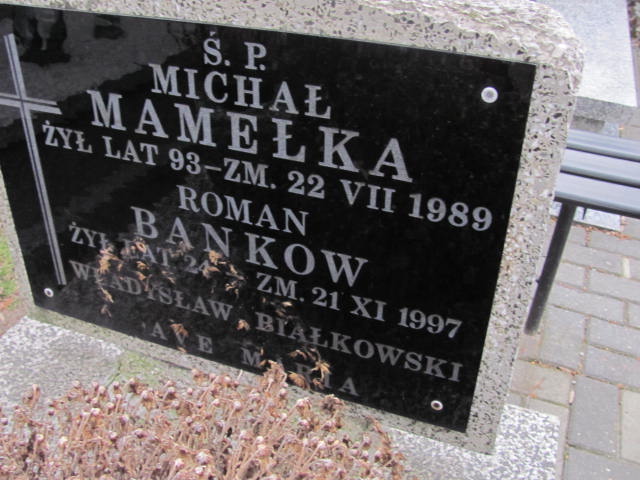 Ś. P.
MICHAŁ
MAMEŁKA
ŻYŁ LAT 93 - ZM. 22 VII 1989
ROMAN
BANKOW
ŻYŁ LAT 24 - ZM. 21 XI 1997
WŁADYSŁAW BIAŁKOWSKI
AVE MARIA